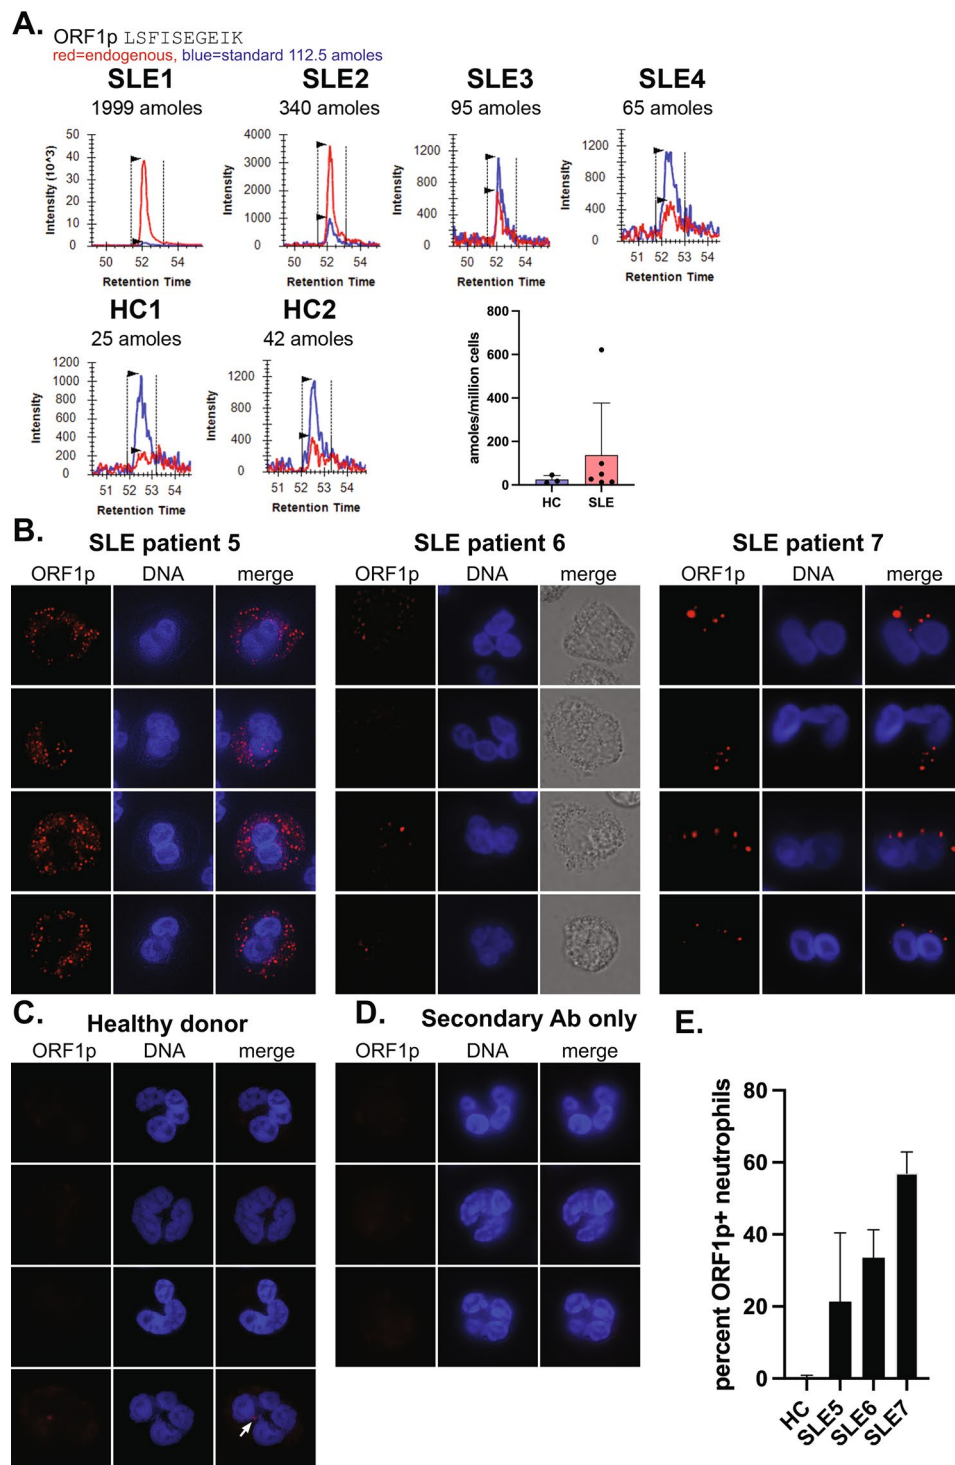 A.
ORF1p LSFISEGEIK
red=endogenous, blue=standard 112.5 amoles
SLE1 SLE2 SLE3 SLE4
1999 amoles 340 amoles 95 amoles 65 amoles
Intensity (10^3)
50
40
30
20
10
0
50 52 54
Retention Time
Intensity
4000
3000
2000
1000
0
50 52 54
Retention Time
Intensity
1200
800
400
0
50 52 54
Retention Time
Intensity
1200
800
400
0
51 52 53 54
Retention Time
HC1 HC2
25 amoles 42 amoles
Intensity
1200
1000
800
600
400
200
0
51 52 53 54
Retention Time
Intensity
1200
800
400
0
51 52 53 54
Retention Time
amoles/million cells
800
600
400
200
0
HC SLE
B.
SLE patient 5 SLE patient 6 SLE patient 7
ORF1p DNA merge ORF1p DNA merge ORF1p DNA merge
C.
Healthy donor
ORF1p DNA merge
D.
Secondary Ab only
ORF1p DNA merge
E.
percent ORF1p+ neutrophils
80
60
40
20
0
HC
SLE5
SLE6
SLE7